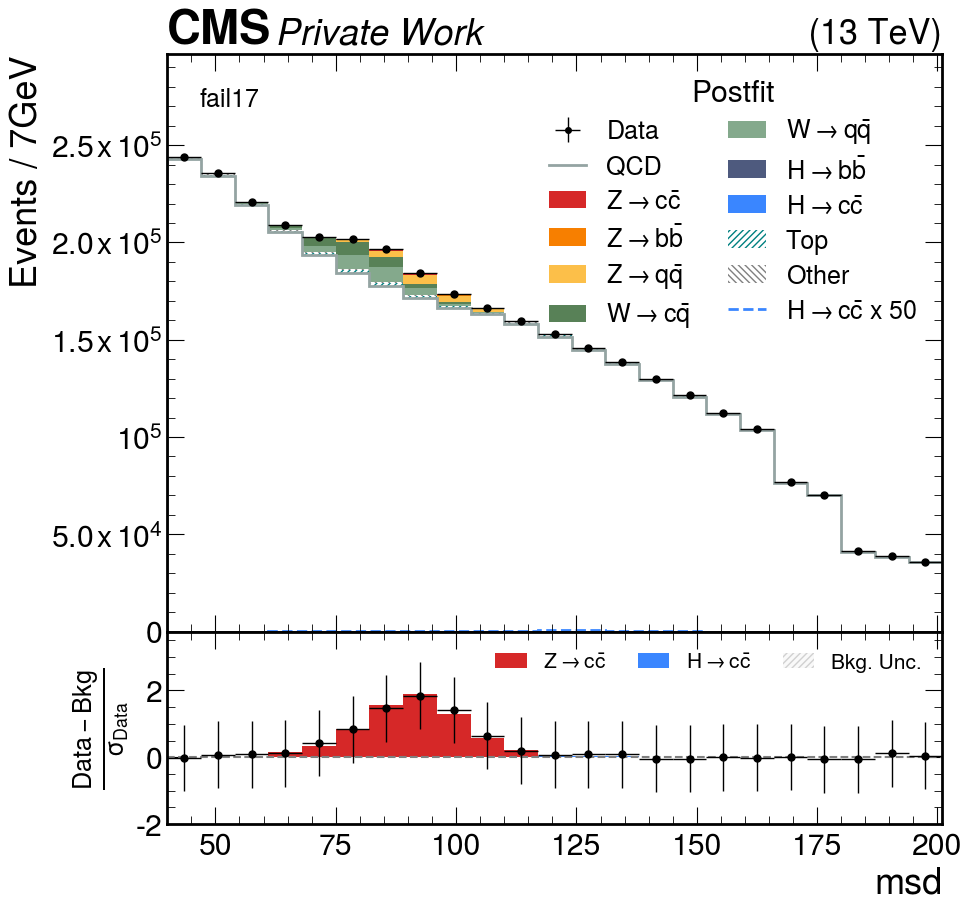 CMS Private Work (13 TeV)
Events / 7GeV
fail17
Postfit
Data
QCD
Z→cc̄
Z→bb̄
Z→qq̄
W→cq̄
W→qq̄
H→bb̄
H→cc̄
Top
Other
H→cc̄ x 50
2.5 x 10⁵
2.0 x 10⁵
1.5 x 10⁵
10⁵
5.0 x 10⁴
0
Z→cc̄ H→cc̄ Bkg. Unc.
Data − Bkg
σData
2
0
-2
50 75 100 125 150 175 200
msd